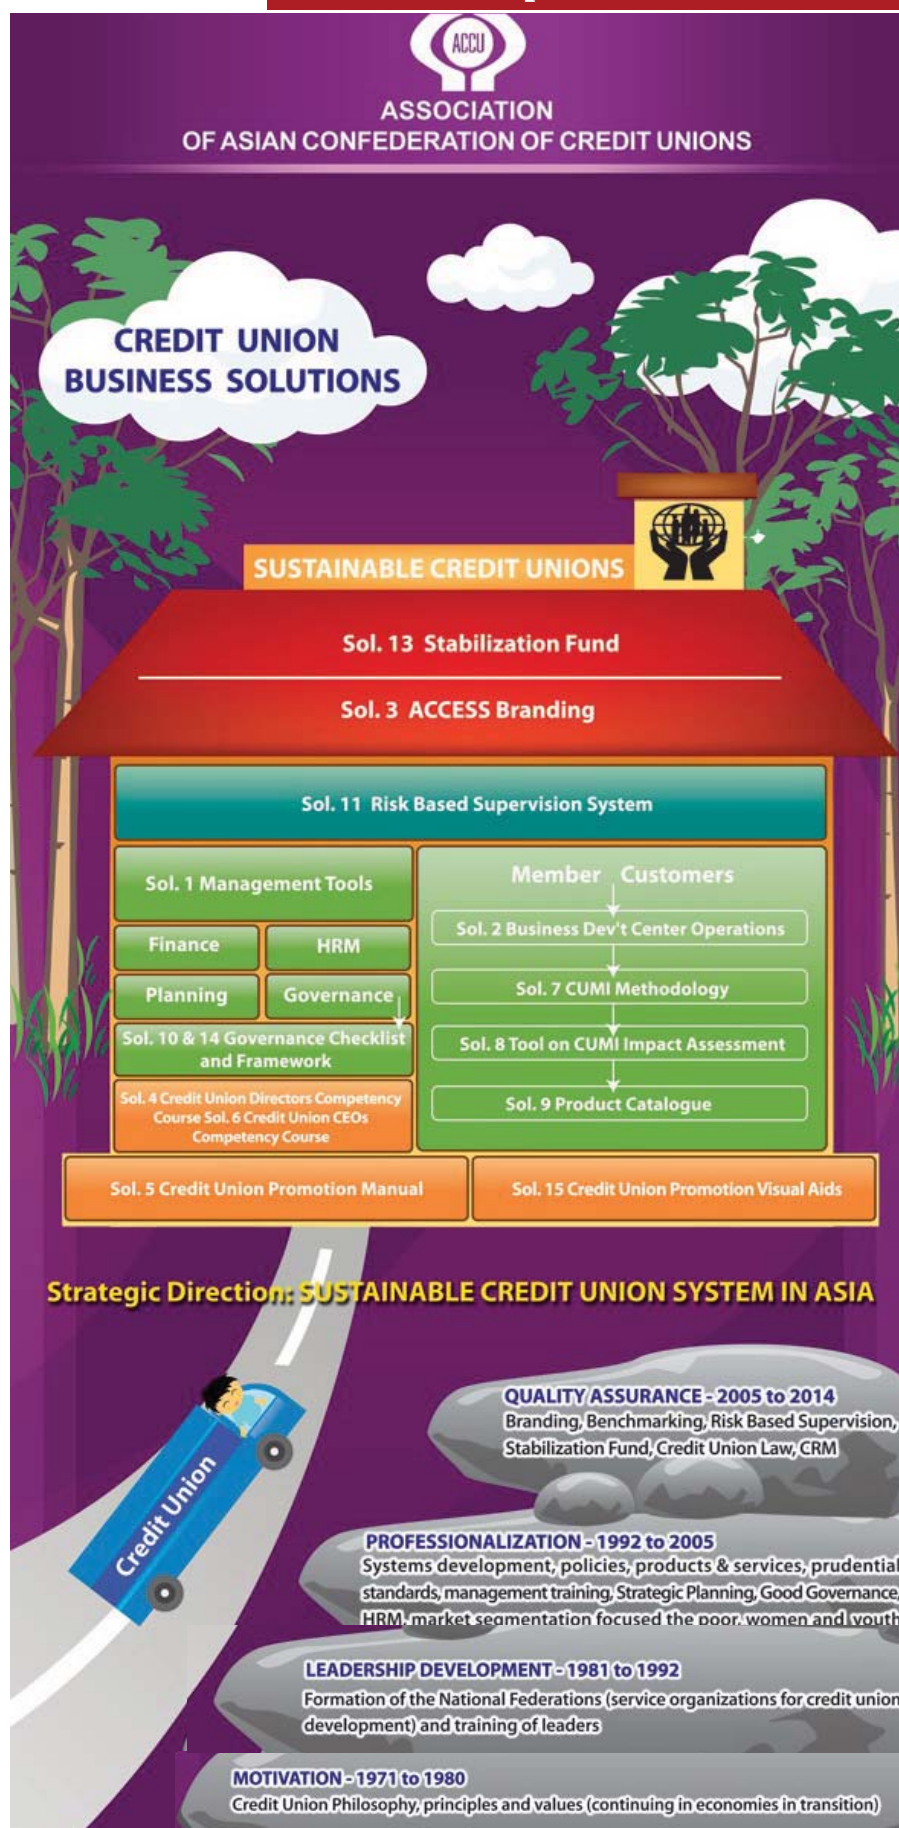 ACCU
ASSOCIATION
OF ASIAN CONFEDERATION OF CREDIT UNIONS
CREDIT UNION
BUSINESS SOLUTIONS
SUSTAINABLE CREDIT UNIONS
Sol. 13 Stabilization Fund
Sol. 3 ACCESS Branding
Sol. 11 Risk Based Supervision System
Sol. 1 Management Tools
Finance
HRM
Planning
Governance
Sol. 10 & 14 Governance Checklist
and Framework
Sol. 4 Credit Union Directors Competency
Course Sol. 6 Credit Union CEOs
Competency Course
Member Customers
Sol. 2 Business Dev't Center Operations
Sol. 7 CUMI Methodology
Sol. 8 Tool on CUMI Impact Assessment
Sol. 9 Product Catalogue
Sol. 5 Credit Union Promotion Manual
Sol. 15 Credit Union Promotion Visual Aids
Strategic Direction: SUSTAINABLE CREDIT UNION SYSTEM IN ASIA
Credit Union
QUALITY ASSURANCE - 2005 to 2014
Branding, Benchmarking, Risk Based Supervision,
Stabilization Fund, Credit Union Law, CRM
PROFESSIONALIZATION - 1992 to 2005
Systems development, policies, products & services, prudential
standards, management training, Strategic Planning, Good Governance,
HRM, market segmentation focused the poor, women and youth
LEADERSHIP DEVELOPMENT - 1981 to 1992
Formation of the National Federations (service organizations for credit union
development) and training of leaders
MOTIVATION - 1971 to 1980
Credit Union Philosophy, principles and values (continuing in economies in transition)